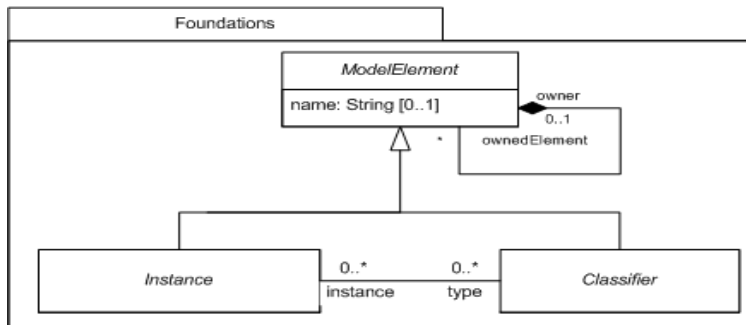 Foundations
ModelElement
name: String [0..1]
owner
0..1
*
ownedElement
Instance
0..*
instance
0..*
type
Classifier